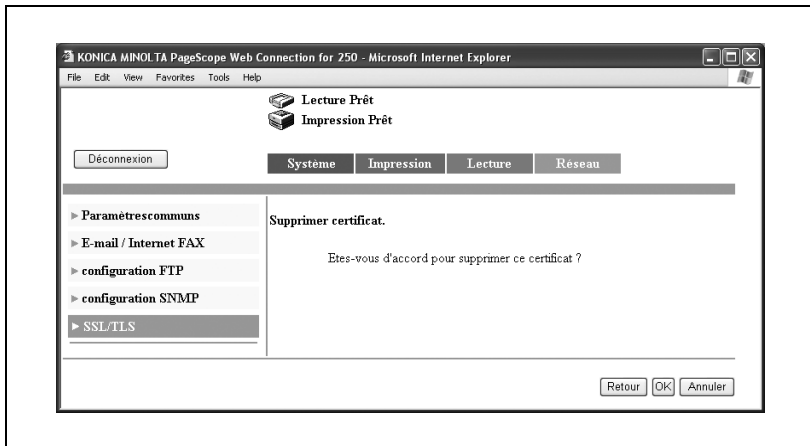 KONICA MINOLTA PageScope Web Connection for 250 - Microsoft Internet Explorer
File Edit View Favorites Tools Help
Lecture Prêt
Impression Prêt
Déconnexion
Système Impression Lecture Réseau
Paramètrescommuns
E-mail / Internet FAX
configuration FTP
configuration SNMP
SSL/TLS
Supprimer certificat.
Etes-vous d'accord pour supprimer ce certificat ?
Retour OK Annuler